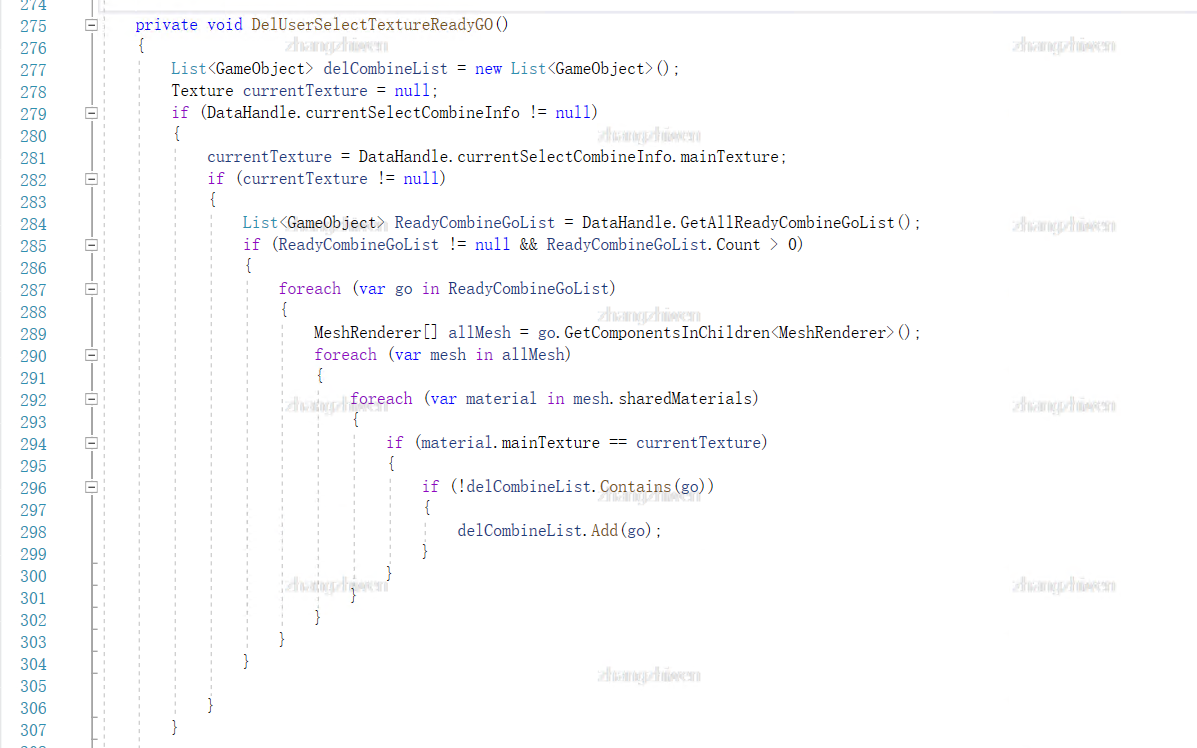 274
275 private void DelUserSelectTextureReadyGO()
276 {
277 List<GameObject> delCombineList = new List<GameObject>();
278 Texture currentTexture = null;
279 if (DataHandle.currentSelectCombineInfo != null)
280 {
281 currentTexture = DataHandle.currentSelectCombineInfo.mainTexture;
282 if (currentTexture != null)
283 {
284 List<GameObject> ReadyCombineGoList = DataHandle.GetAllReadyCombineGoList();
285 if (ReadyCombineGoList != null && ReadyCombineGoList.Count > 0)
286 {
287 foreach (var go in ReadyCombineGoList)
288 {
289 MeshRenderer[] allMesh = go.GetComponentsInChildren<MeshRenderer>();
290 foreach (var mesh in allMesh)
291 {
292 foreach (var material in mesh.sharedMaterials)
293 {
294 if (material.mainTexture == currentTexture)
295 {
296 if (!delCombineList.Contains(go))
297 {
298 delCombineList.Add(go);
299 }
300 }
301 }
302 }
303 }
304 }
305
306 }
307 }